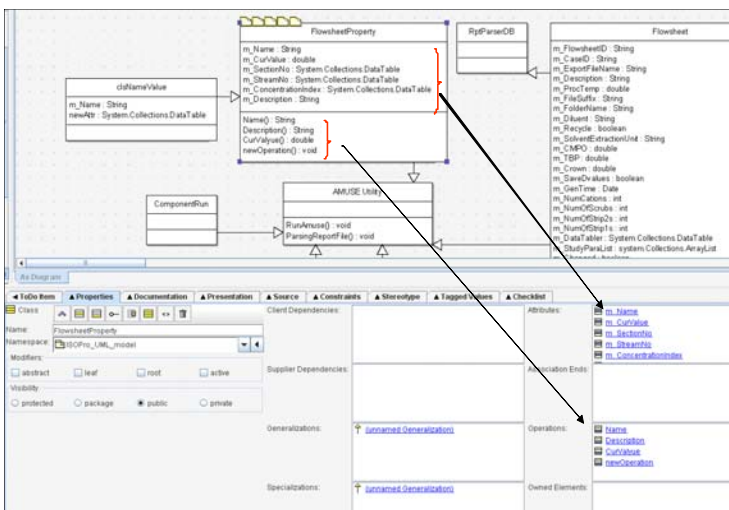 FlowsheetProperty
m_Name : String
m_CurValue : double
m_SectionNo : System.Collections.DataTable
m_StreamNo : System.Collections.DataTable
m_ConcentrationIndex : System.Collections.DataTable
m_Description : String
Name() : String
Description() : String
CurValyue() : double
newOperation() : void
RptParserDB
Flowsheet
m_FlowsheetID : String
m_CaseID : String
m_ExportFileName : String
m_Description : String
m_ProcTemp : double
m_FileSuffix : String
m_FolderName : String
m_Diluent : String
m_Recycle : boolean
m_SolventExtractionUnit : String
m_CMPO : double
m_TBP : double
m_Crown : double
m_SaveDvalues : boolean
m_GenTime : Date
m_NumCations : int
m_NumOfScrubs : int
m_NumOfStrip2s : int
m_NumOfStrip1s : int
m_DataTabler : System.Collections.DataTable
m_StudyParaList : system.Collections.ArrayList
clsNameValue
m_Name : String
newAttr : System.Collections.DataTable
ComponentRun
AMUSE Utility
RunAmuse() : void
ParsingReportFile() : void
As Diagram
ToDo Item
Properties
Documentation
Presentation
Source
Constraints
Stereotype
Tagged Values
Checklist
Class
Name:
FlowsheetProperty
Namespace:
ISOPro_UML_model
Modifiers:
abstract
leaf
root
active
Visibility:
protected
package
public
private
Client Dependencies:
Supplier Dependencies:
Generalizations:
(unnamed Generalization)
Specializations:
(unnamed Generalization)
Attributes:
m_Name
m_CurValue
m_SectionNo
m_StreamNo
m_ConcentrationIndex
Association Ends:
Operations:
Name
Description
CurValyue
newOperation
Owned Elements: